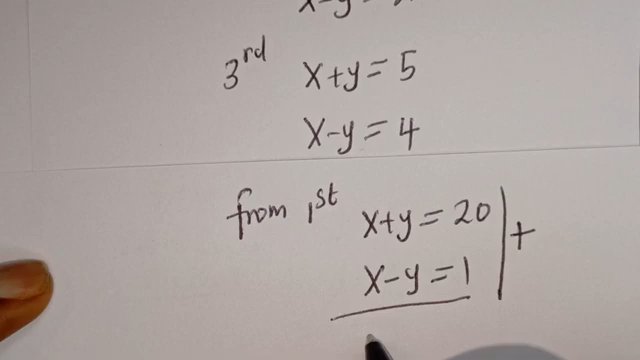 3rd x+y = 5
x-y = 4
from 1st x+y = 20 | +
x-y = 1